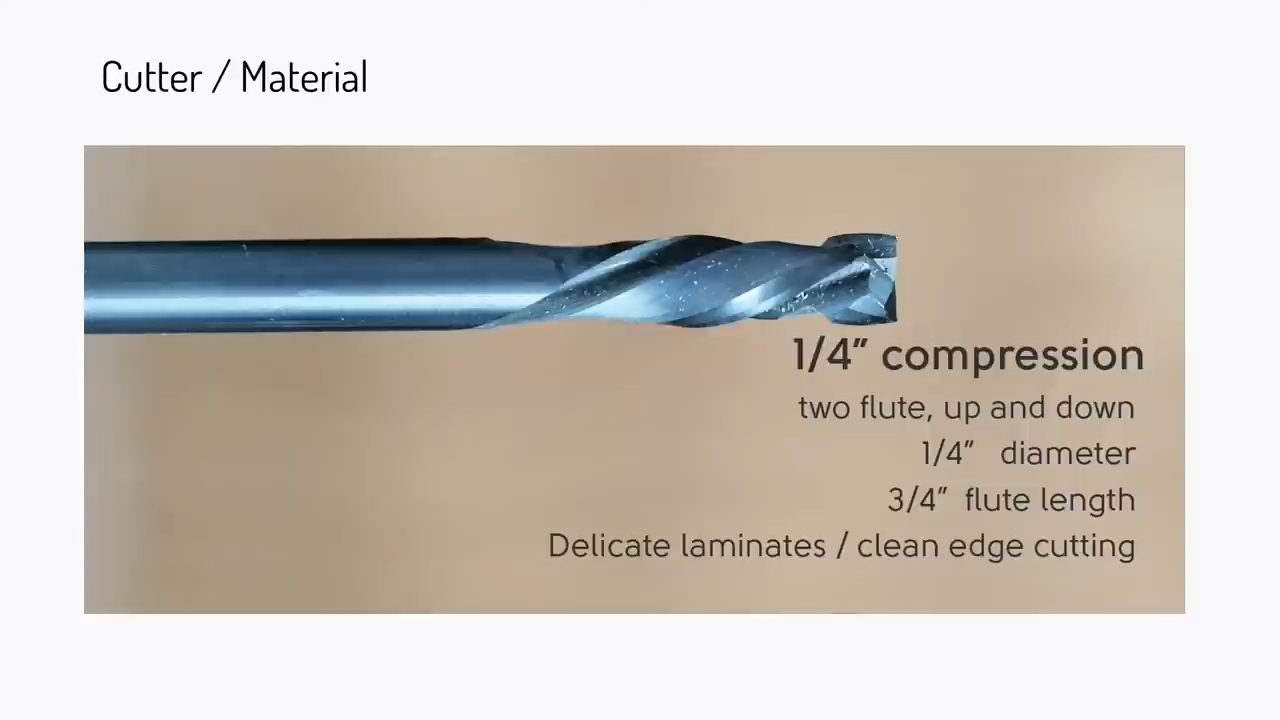 Cutter / Material
1/4” compression
two flute, up and down
1/4” diameter
3/4” flute length
Delicate laminates / clean edge cutting